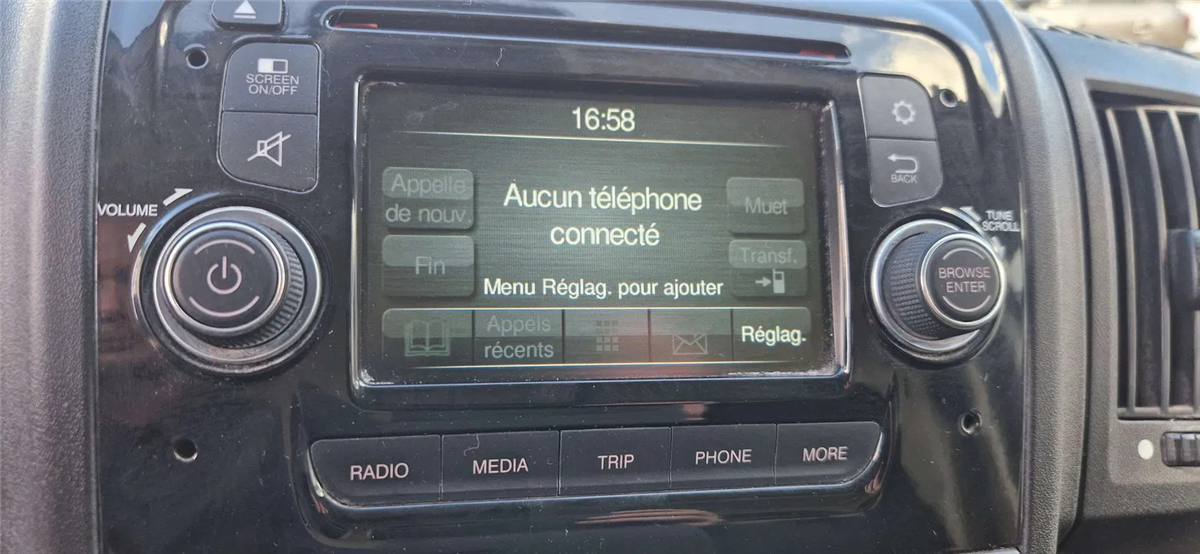 SCREEN
ON/OFF
VOLUME
16:58
Appelle
de nouv.
Fin
Aucun téléphone
connecté
Menu Réglag. pour ajouter
Muet
Transf.
Appels
récents
Réglag.
BACK
TUNE
SCROLL
BROWSE
ENTER
RADIO
MEDIA
TRIP
PHONE
MORE